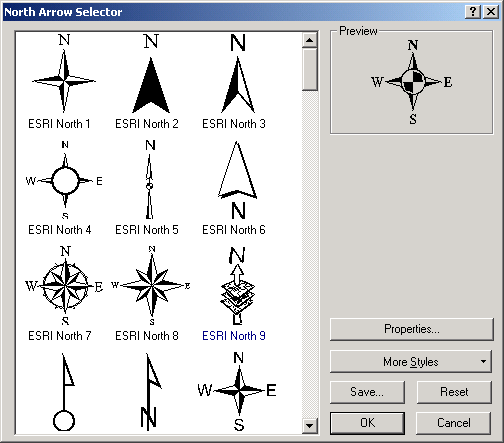 North Arrow Selector
Preview
N
N
N
N
W E
S
ESRI North 1
ESRI North 2
ESRI North 3
N
W E
S
N
N
ESRI North 4
ESRI North 5
ESRI North 6
N
W E
S
N
W E
S
N
ESRI North 7
ESRI North 8
ESRI North 9
N
N
W E
S
Properties...
More Styles
Save...
Reset
OK
Cancel